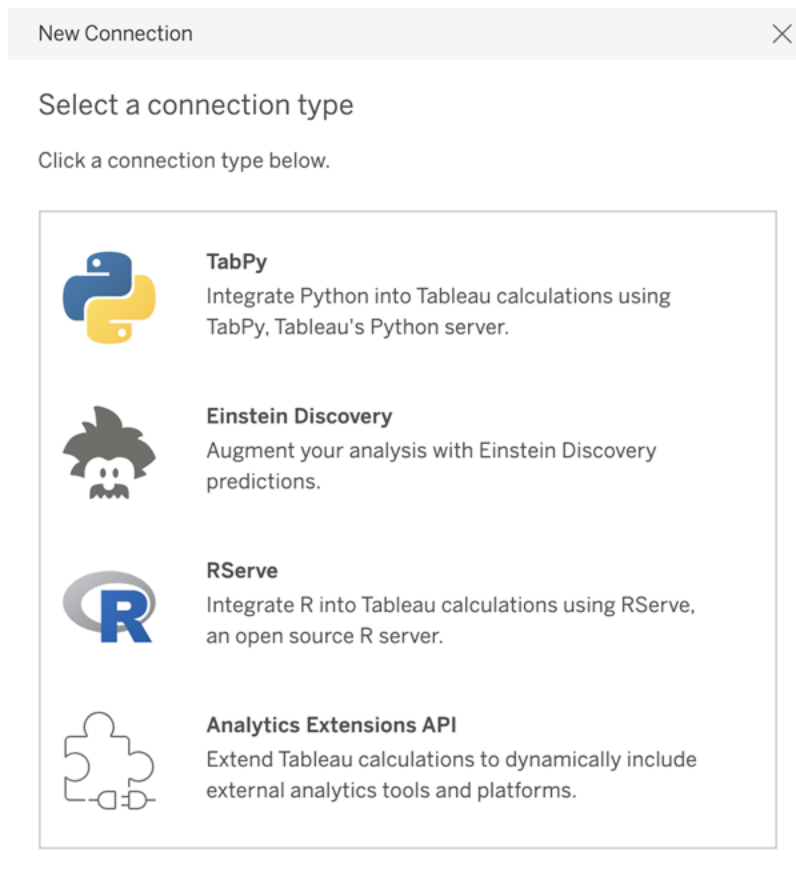 New Connection
Select a connection type
Click a connection type below.
TabPy
Integrate Python into Tableau calculations using
TabPy, Tableau's Python server.
Einstein Discovery
Augment your analysis with Einstein Discovery
predictions.
RServe
Integrate R into Tableau calculations using RServe,
an open source R server.
R
Analytics Extensions API
Extend Tableau calculations to dynamically include
external analytics tools and platforms.